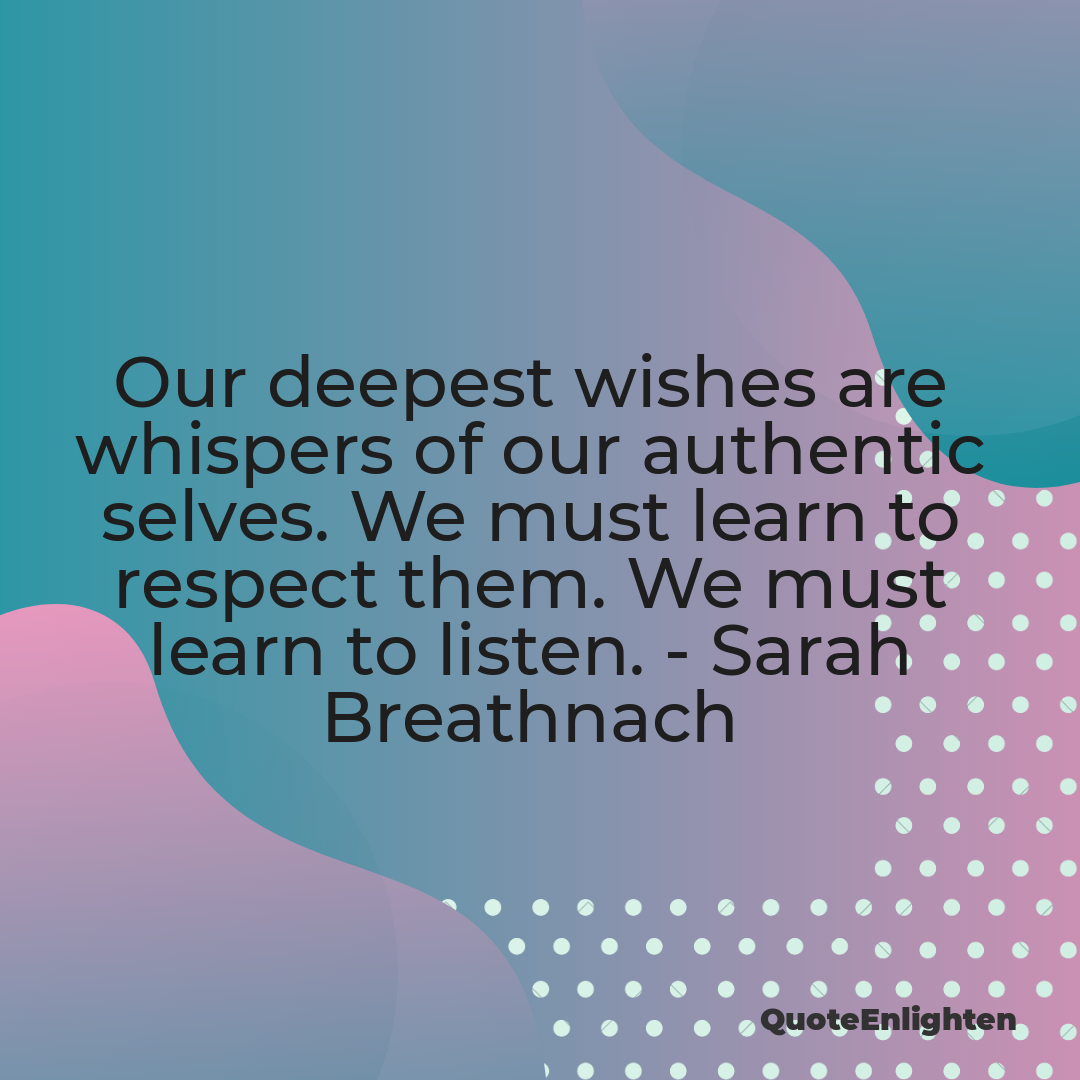 Our deepest wishes are
whispers of our authentic
selves. We must learn to
respect them. We must
learn to listen. - Sarah
Breathnach
QuoteEnlighten